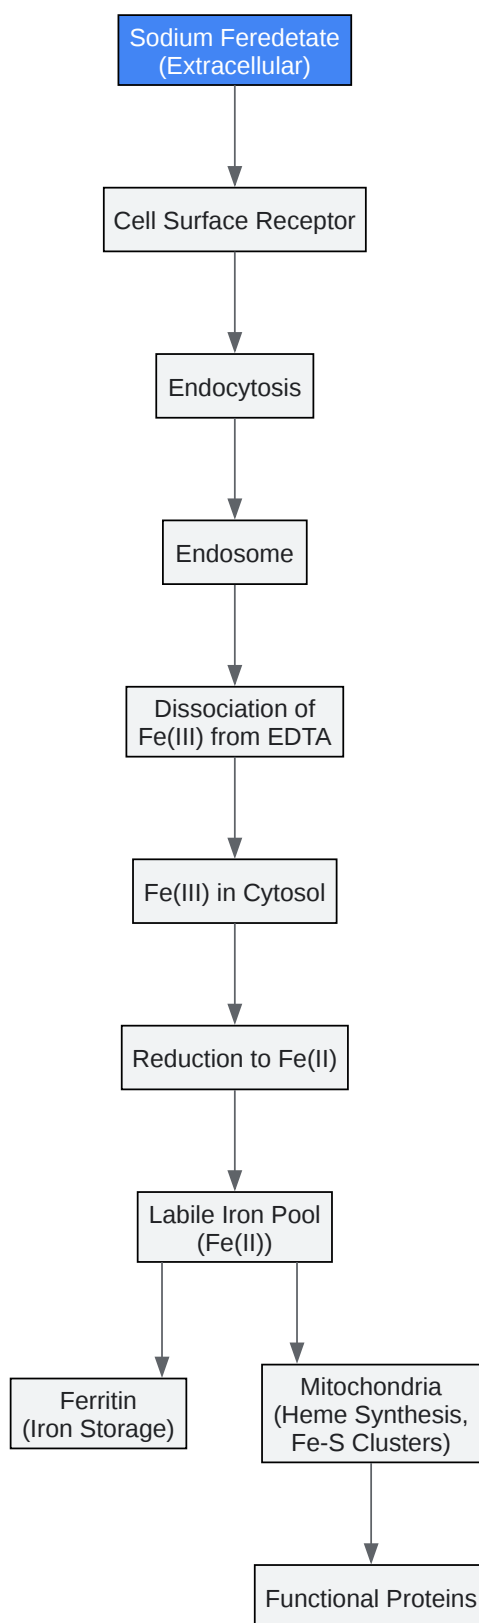 Sodium Feredetate
(Extracellular)
Cell Surface Receptor
Endocytosis
Endosome
Dissociation of
Fe(III) from EDTA
Fe(III) in Cytosol
Reduction to Fe(II)
Labile Iron Pool
(Fe(II))
Ferritin
(Iron Storage)
Mitochondria
(Heme Synthesis,
Fe-S Clusters)
Functional Proteins